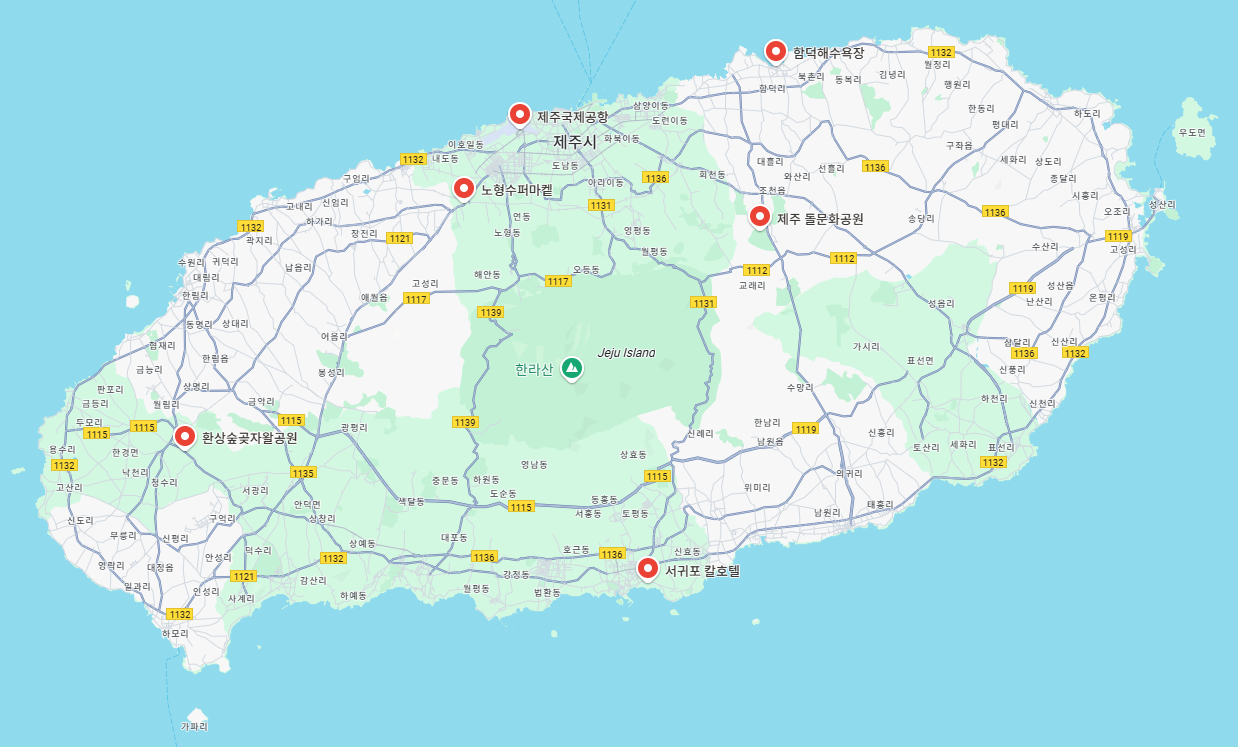 1132
함덕해수욕장
월정리
북촌리
동복리
김녕리
행원리
함덕리
삼양이동
한동리
하도리
제주국제공항
도련이동
평대리
우도면
제주시
화북이동
이호일동
구좌읍
1132
내도동
대흘리
세화리
상도리
도남동
선흘리
1136
구엄리
1136
회천동
와산리
종달리
노형수퍼마켙
아라이동
조천읍
시흥리
신엄리
고내리
1131
성산리
오조리
연동
1136
하가리
제주 돌문화공원
송당리
1132
장진리
1121
노형동
영평동
1119
곽지리
수산리
고성리
월평동
1112
수원리
귀덕리
납읍리
해안동
오등동
1112
대림리
1117
고성리
교래리
성산읍
1119
한림리
애월읍
1117
1131
성읍리
난산리
온평리
1139
동명리
상대리
어음리
협재리
Jeju Island
가시리
삼달리
신산리
한림읍
1136
1132
표선면
금능리
한라산
봉성리
신풍리
판포리
상명리
수망리
금등리
월림리
금악리
하천리
신천리
두모리
1115
1115
1115
1139
한남리
1119
광평리
신례리
신흥리
환상숲곶자왈공원
남원읍
토산리
세화리
표선리
용수리
한경면
상효동
1132
영남동
1132
낙천리
1135
1115
의귀리
청수리
중문동
하원동
고산리
서광리
도순동
위미리
색달동
동홍동
안덕면
1115
태흥리
신도리
구억리
상창리
서홍동
토평동
남원리
무릉리
신평리
대포동
덕수리
상예동
호근동
신효동
안성리
1132
1136
1136
영락리
대정읍
1121
강정동
서귀포 칼호텔
강산리
일과리
인성리
월평동
법환동
사계리
하예동
1132
하모리
가파리